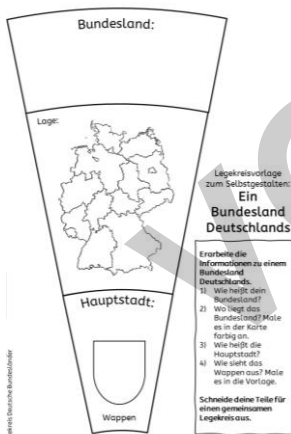 Bundesland:
Lage:
Hauptstadt:
Wappen
Legekreisvorlage
zum Selbstgestalten:
Ein
Bundesland
Deutschlands
Erarbeite die
Informationen zu einem
Bundesland
Deutschlands.
1) Wie heißt dein
Bundesland?
2) Wo liegt das
Bundesland? Male
es in der Karte
farbig an.
3) Wie heißt die
Hauptstadt?
4) Wie sieht das
Wappen aus? Male
es in die Vorlage.
Schneide deine Teile für
einen gemeinsamen
Legekreis aus.
ekreis Deutsche Bundesländer